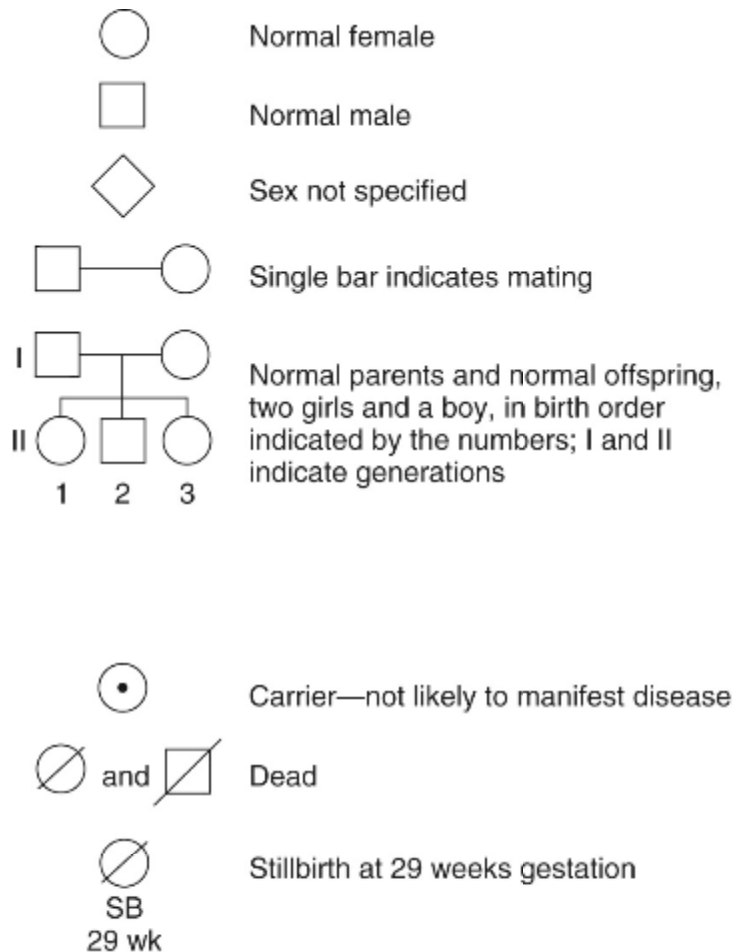 Normal female
Normal male
Sex not specified
Single bar indicates mating
I
Normal parents and normal offspring,
two girls and a boy, in birth order
II
indicated by the numbers; I and II
indicate generations
1 2 3
Carrier—not likely to manifest disease
and
Dead
Stillbirth at 29 weeks gestation
SB
29 wk